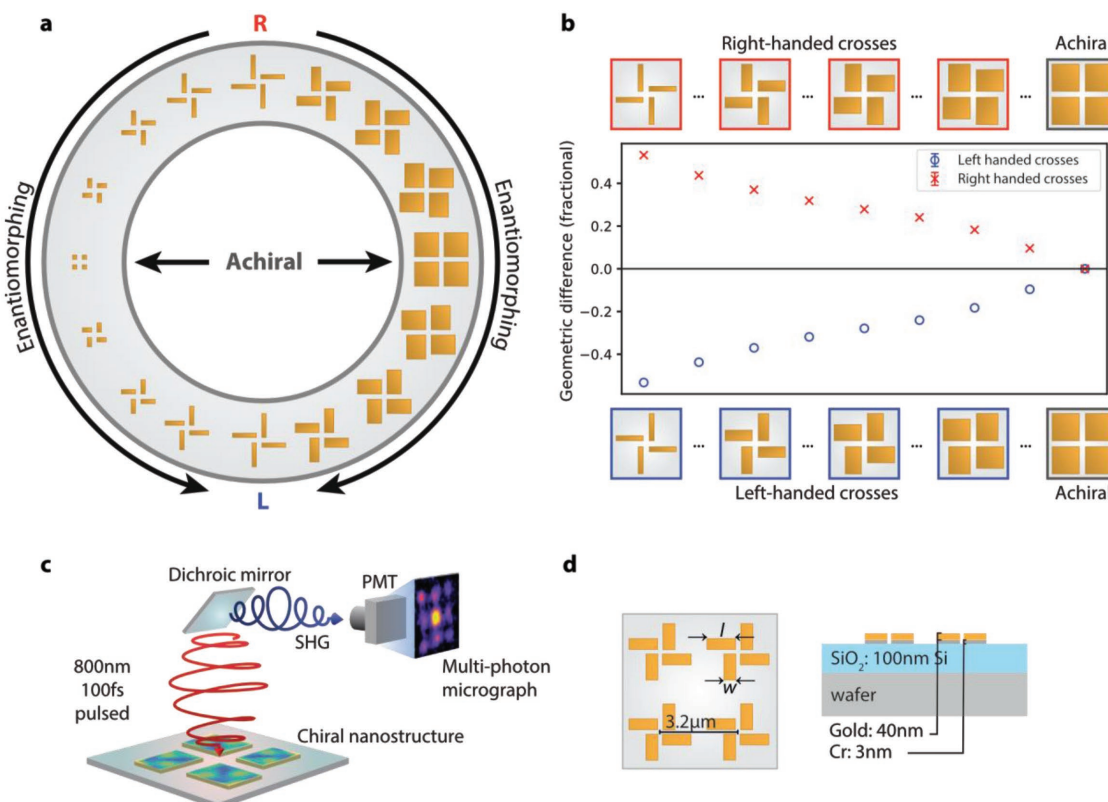 a
R
Enantiomorphing
Achiral
Enantiomorphing
L
b
Right-handed crosses
Achiral
... ... ... ...
Left handed crosses
Right handed crosses
Geometric difference (fractional)
0.4
0.2
0.0
−0.2
−0.4
... ... ... ...
Left-handed crosses
Achiral
c
Dichroic mirror
PMT
SHG
800nm
100fs
pulsed
Multi-photon
micrograph
Chiral nanostructure
d
l
w
3.2μm
SiO2: 100nm Si
wafer
Gold: 40nm
Cr: 3nm